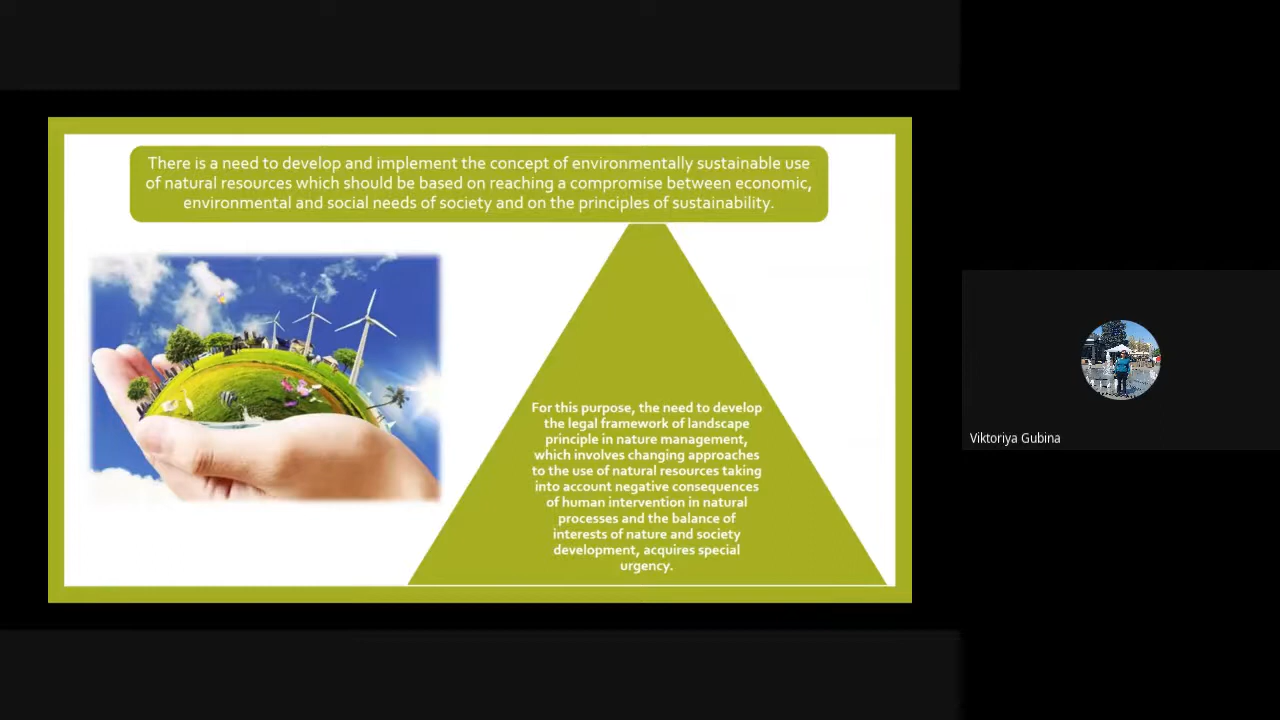 There is a need to develop and implement the concept of environmentally sustainable use
of natural resources which should be based on reaching a compromise between economic,
environmental and social needs of society and on the principles of sustainability.
For this purpose, the need to develop
the legal framework of landscape
principle in nature management,
which involves changing approaches
to the use of natural resources taking
into account negative consequences
of human intervention in natural
processes and the balance of
interests of nature and society
development, acquires special
urgency.
Viktoriya Gubina